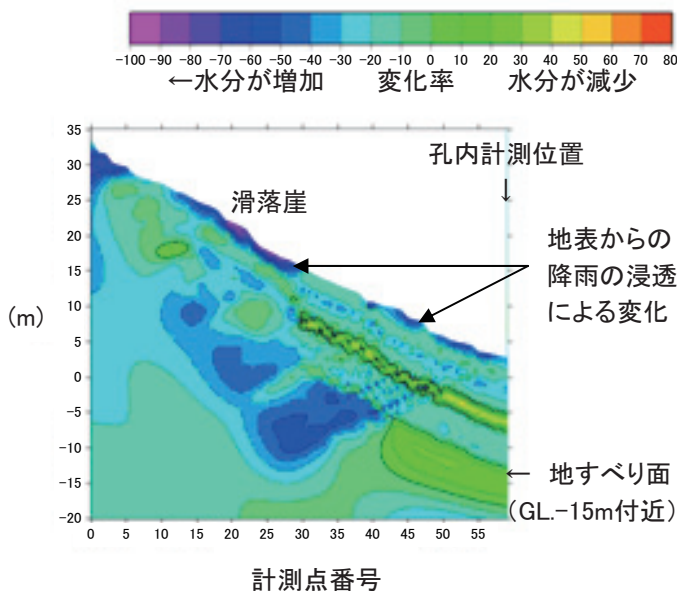 -100 -90 -80 -70 -60 -50 -40 -30 -20 -10 0 10 20 30 40 50 60 70 80
←水分が増加 変化率 水分が減少
孔内計測位置
↓
滑落崖
地表からの
降雨の浸透
による変化
(m)
35
30
25
20
15
10
5
0
-5
-10
-15
-20
← 地すべり面
(GL.-15m付近)
0 5 10 15 20 25 30 35 40 45 50 55
計測点番号